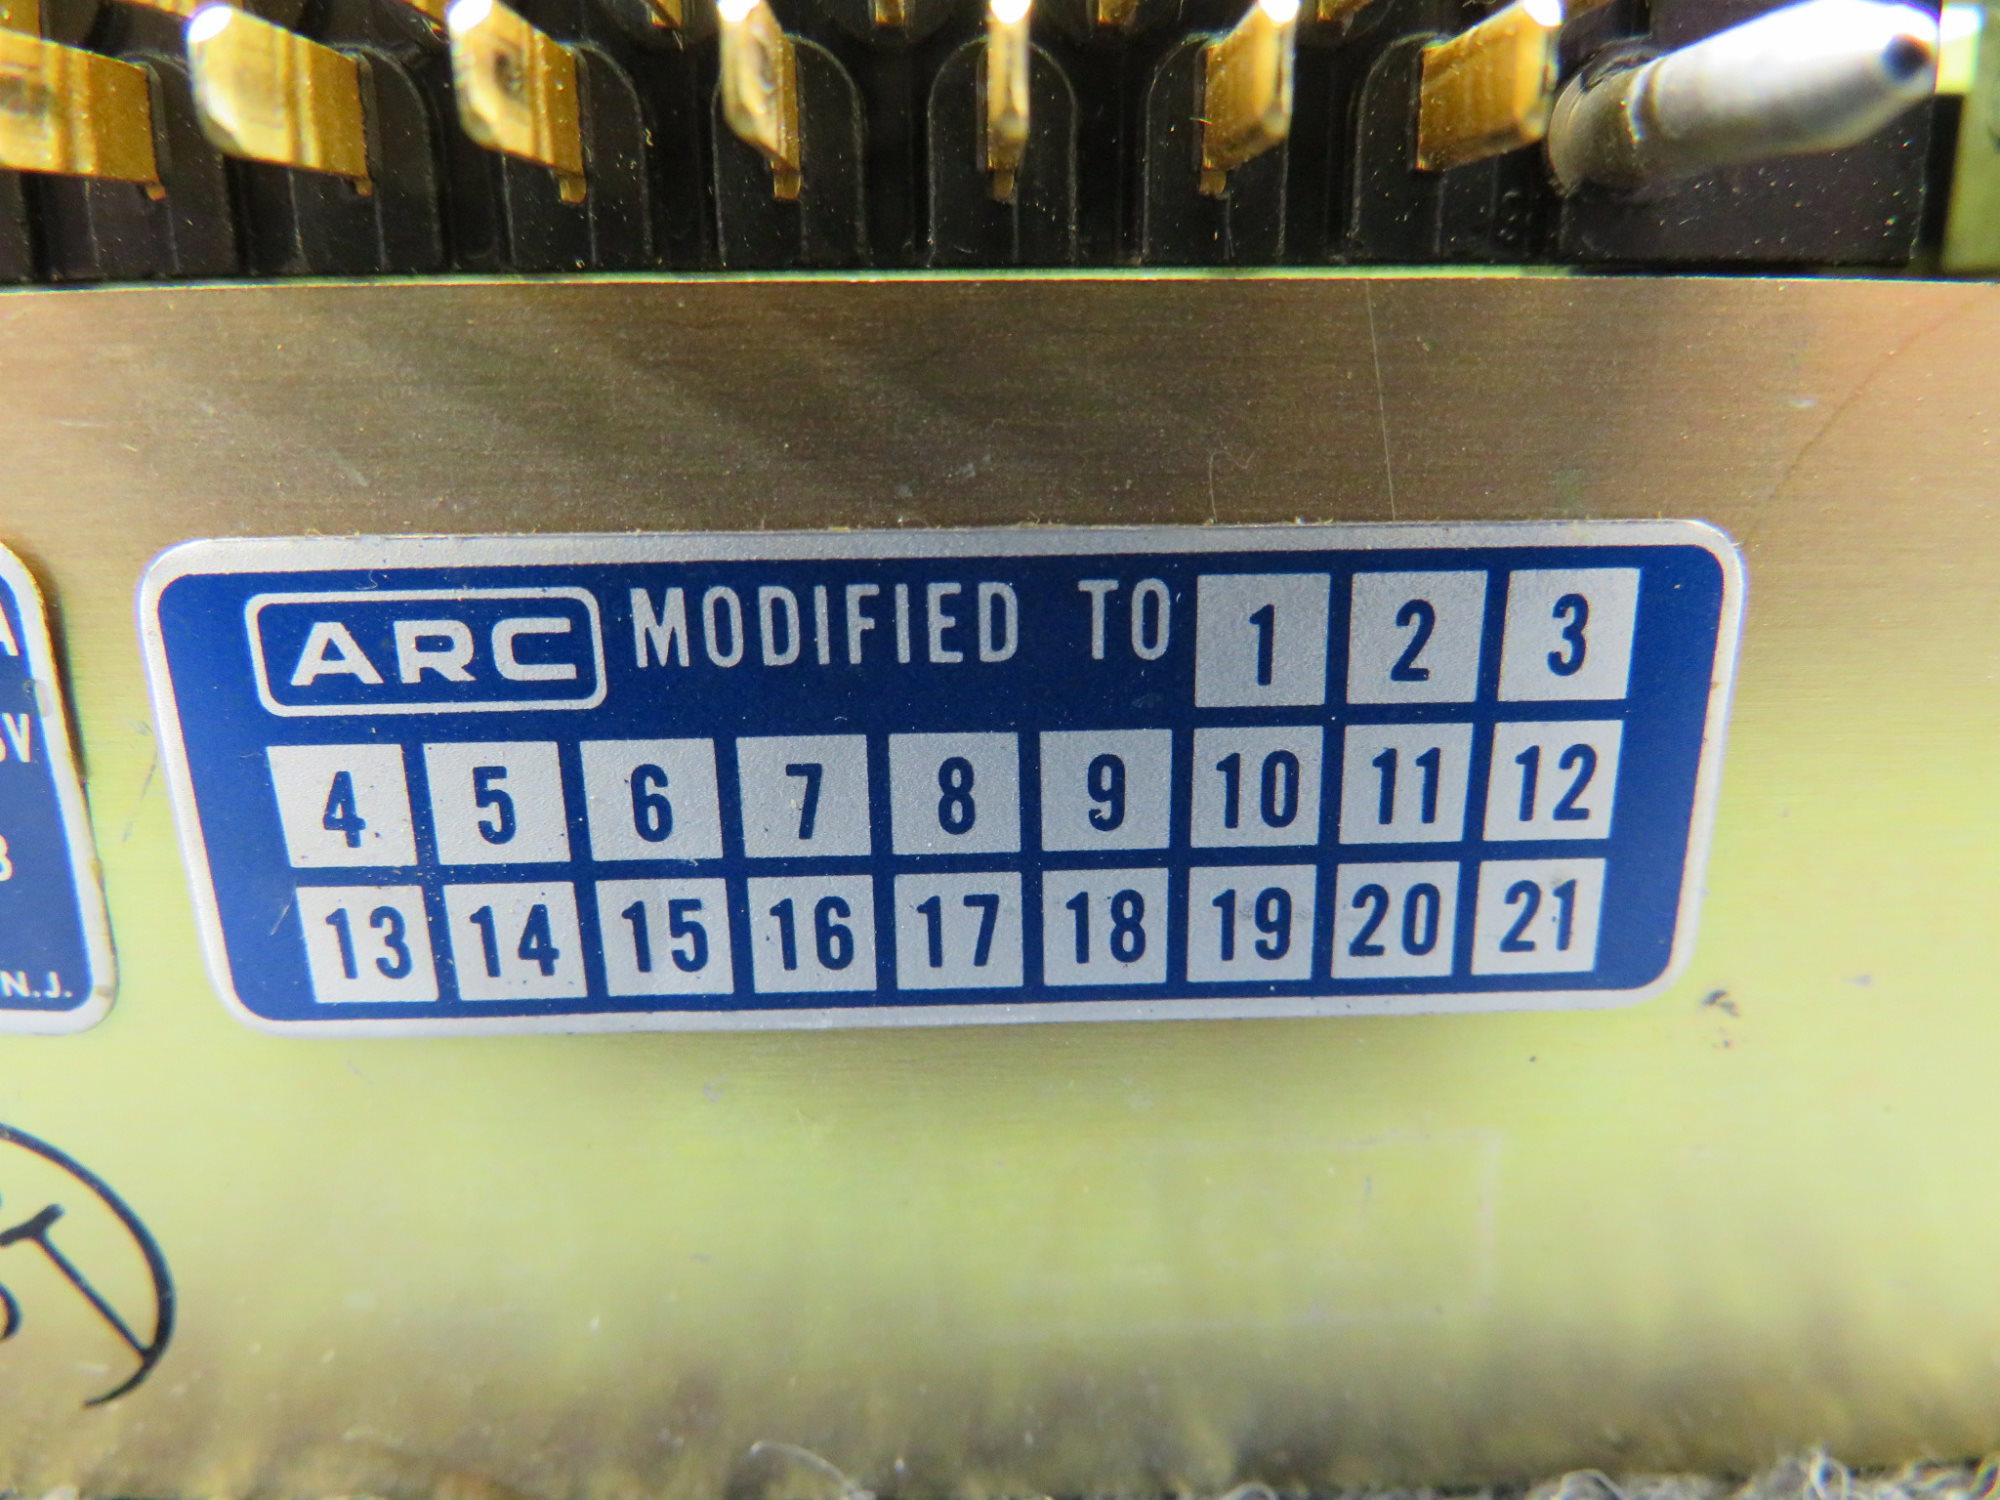 ARC MODIFIED TO 1 2 3
4 5 6 7 8 9 10 11 12
13 14 15 16 17 18 19 20 21
A
V
N.J.